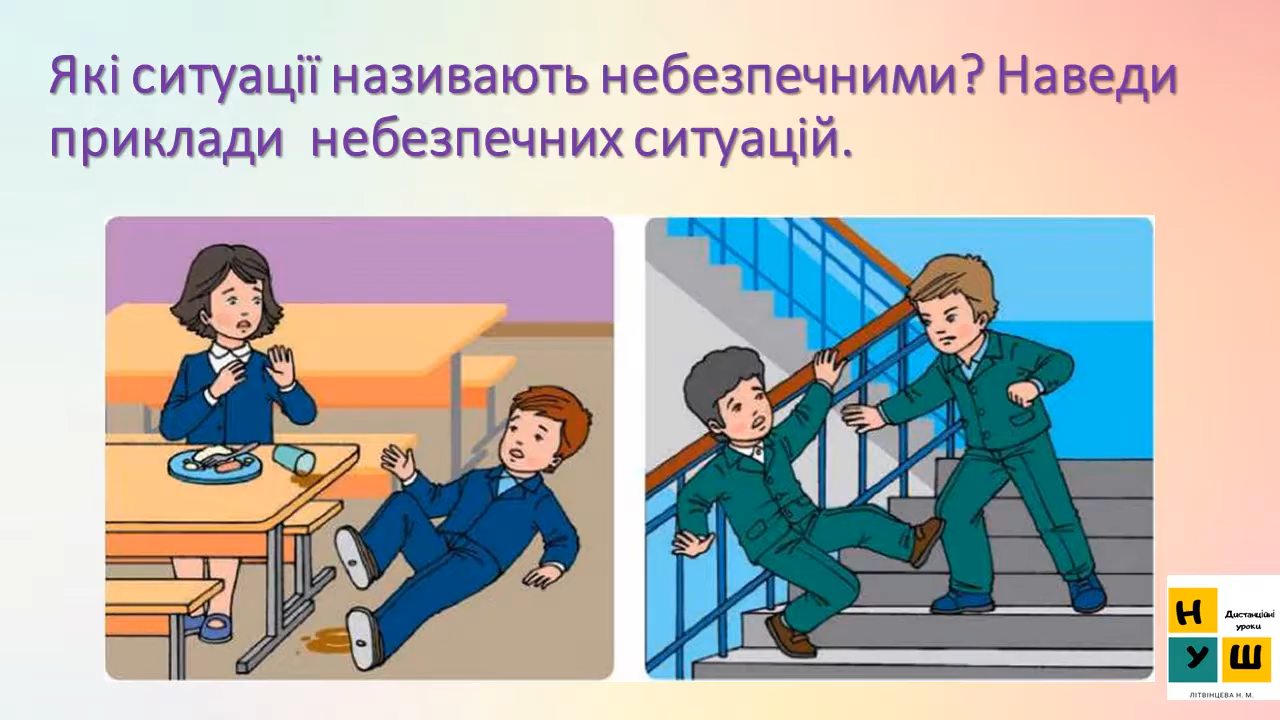 Які ситуації називають небезпечними? Наведи
приклади небезпечних ситуацій.
Н
Дистанційні
уроки
У Ш
ЛІТВІНЦЕВА Н. М.